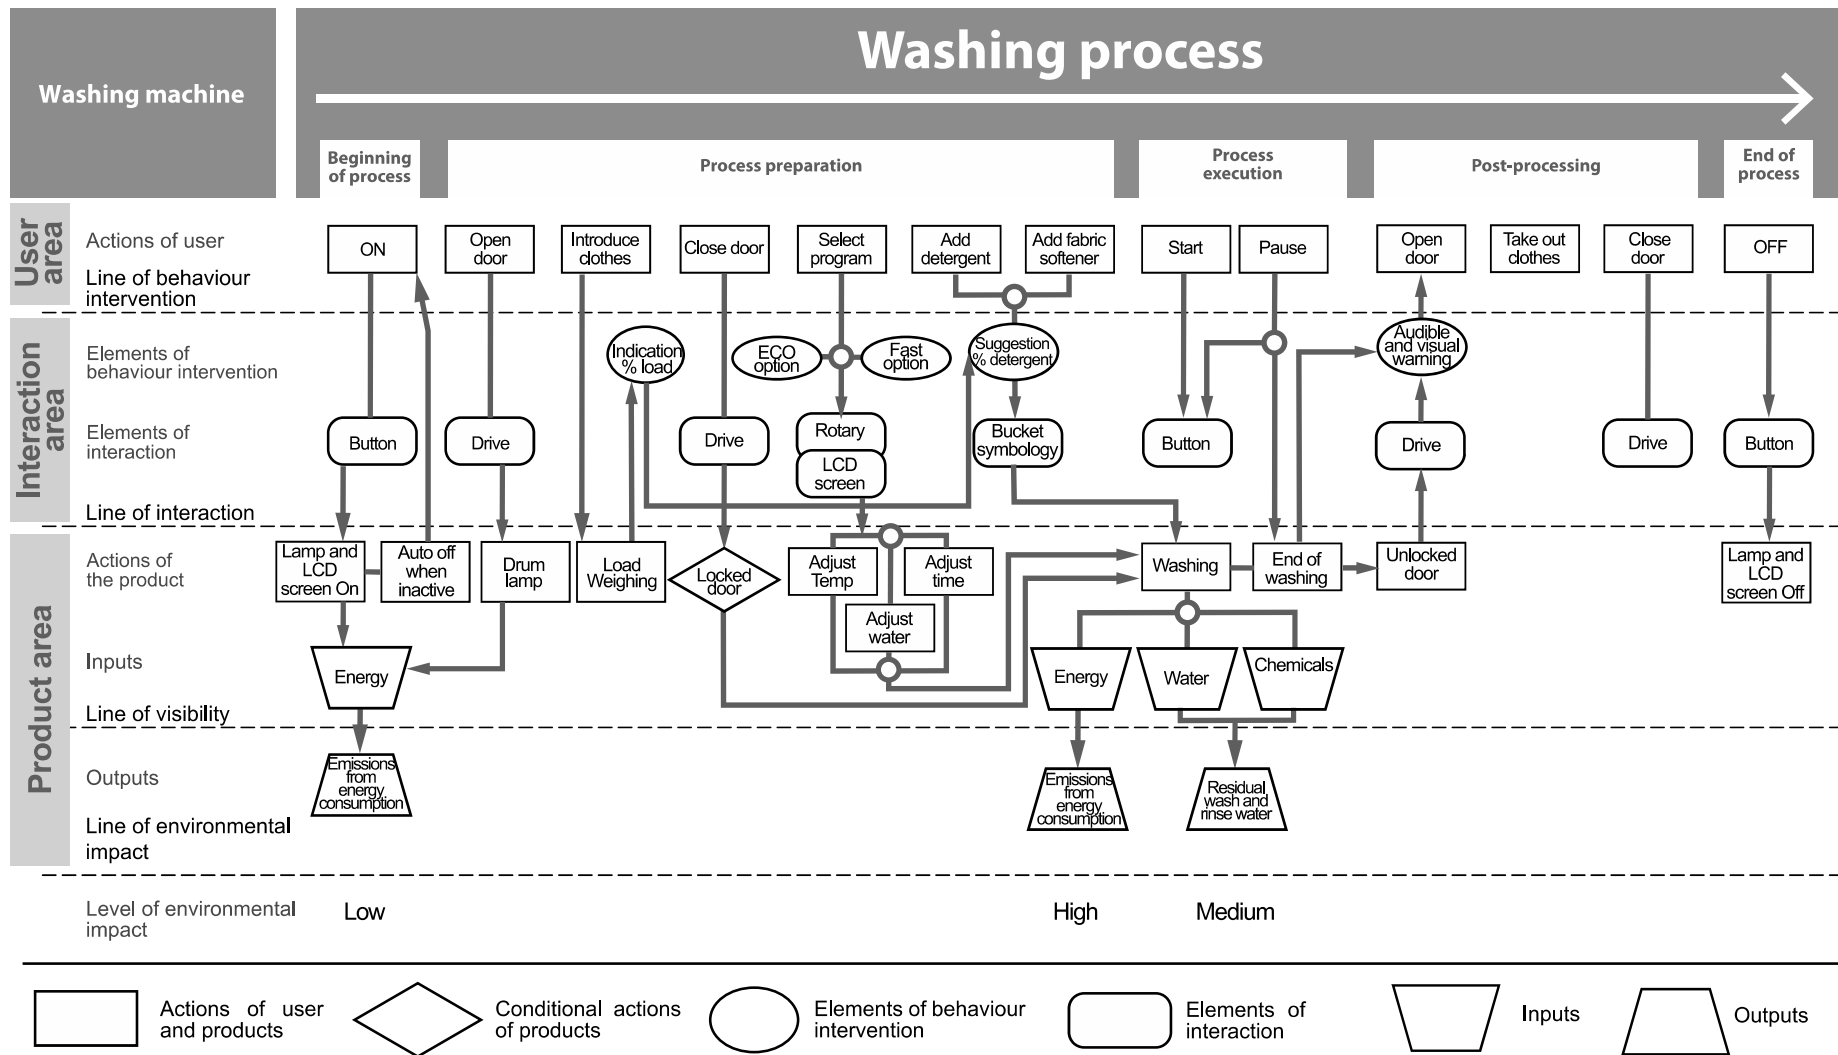 Washing machine
Washing process
Beginning
of process
Process preparation
Process
execution
Post-processing
End of
process
User
area
Actions of user
Line of behaviour
intervention
ON
Open
door
Introduce
clothes
Close door
Select
program
Add
detergent
Add fabric
softener
Start
Pause
Open
door
Take out
clothes
Close
door
OFF
Interaction
area
Elements of
behaviour intervention
Indication
% load
ECO
option
Fast
option
Suggestion
% detergent
Audible
and visual
warning
Elements of
interaction
Button
Drive
Drive
Rotary
LCD
screen
Bucket
symbology
Button
Drive
Drive
Button
Line of interaction
Product area
Actions of
the product
Lamp and
LCD
screen On
Auto off
when
inactive
Drum
lamp
Load
Weighing
Locked
door
Adjust
Temp
Adjust
time
Adjust
water
Washing
End of
washing
Unlocked
door
Lamp and
LCD
screen Off
Inputs
Energy
Energy
Water
Chemicals
Line of visibility
Outputs
Emissions
from
energy
consumption
Emissions
from
energy
consumption
Residual
wash and
rinse water
Line of environmental
impact
Level of environmental
impact
Low
High
Medium
Actions of user
and products
Conditional actions
of products
Elements of behaviour
intervention
Elements of
interaction
Inputs
Outputs